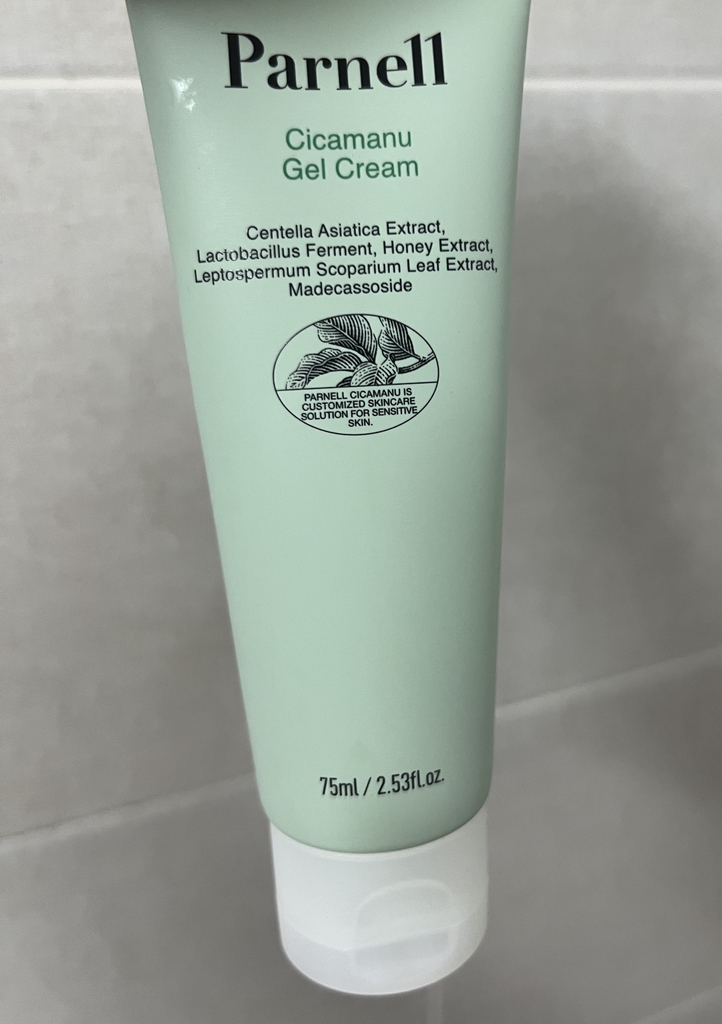 Parnell
Cicamanu
Gel Cream
Centella Asiatica Extract,
Lactobacillus Ferment, Honey Extract,
Leptospermum Scoparium Leaf Extract,
Madecassoside
PARNELL CICAMANU IS
CUSTOMIZED SKINCARE
SOLUTION FOR SENSITIVE
SKIN.
75ml / 2.53fl.oz.